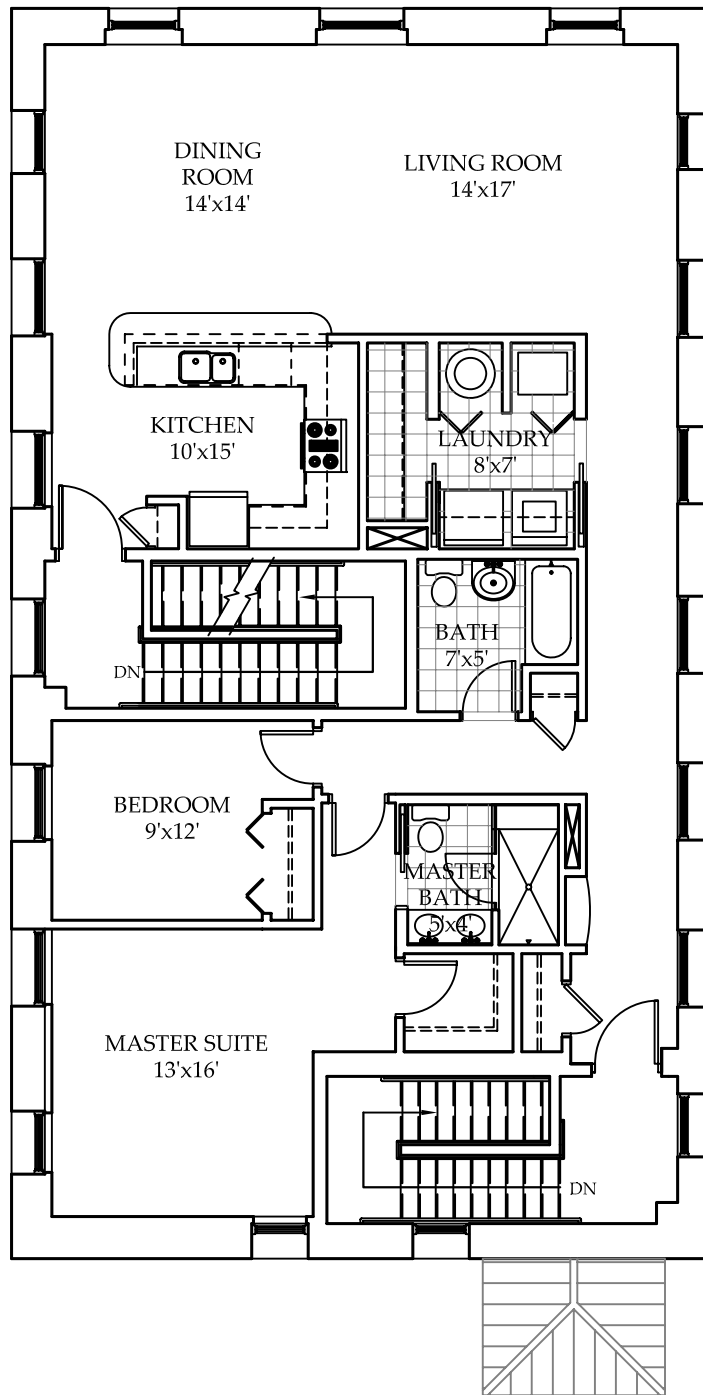 DINING
ROOM
14'x14'
LIVING ROOM
14'x17'
KITCHEN
10'x15'
LAUNDRY
8'x7'
BATH
7'x5'
DN
BEDROOM
9'x12'
MASTER
BATH
5'x4'
MASTER SUITE
13'x16'
DN